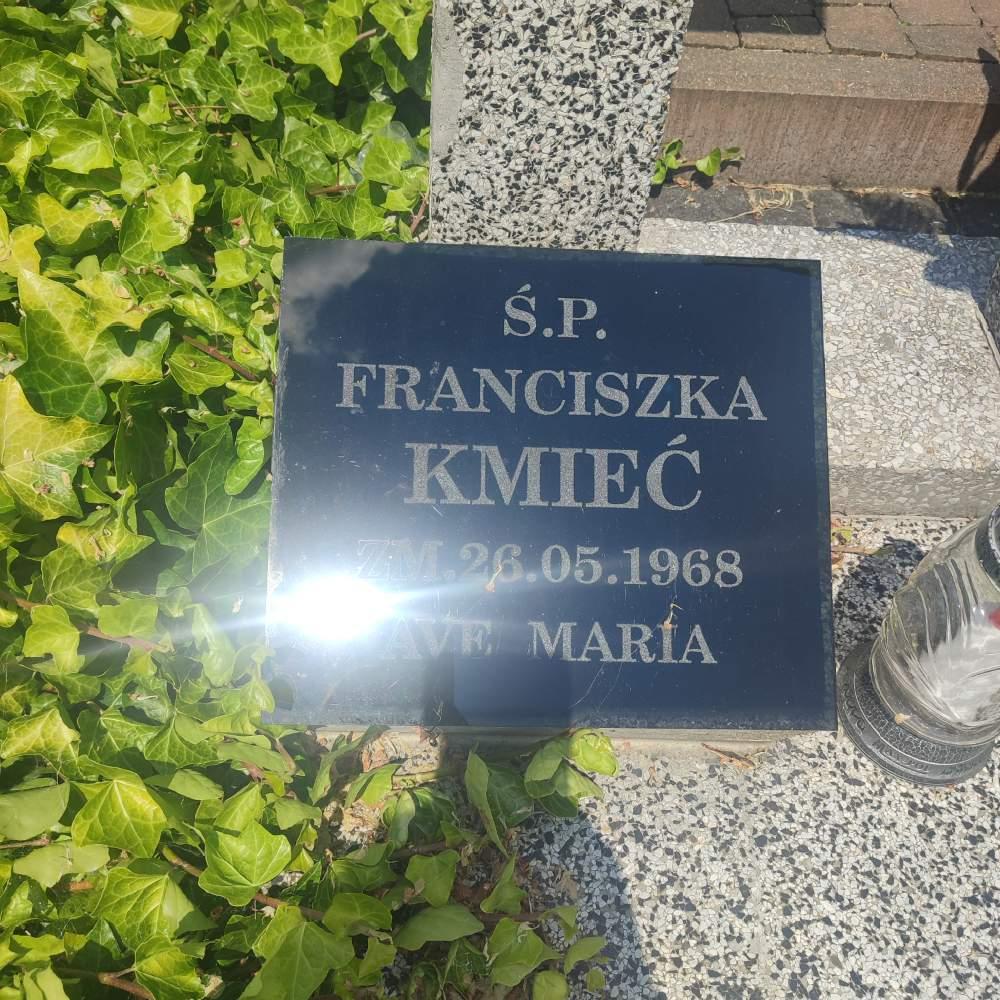 Ś.P.
FRANCISZKA
KMIEĆ
ZM.26.05.1968
AVE MARIA